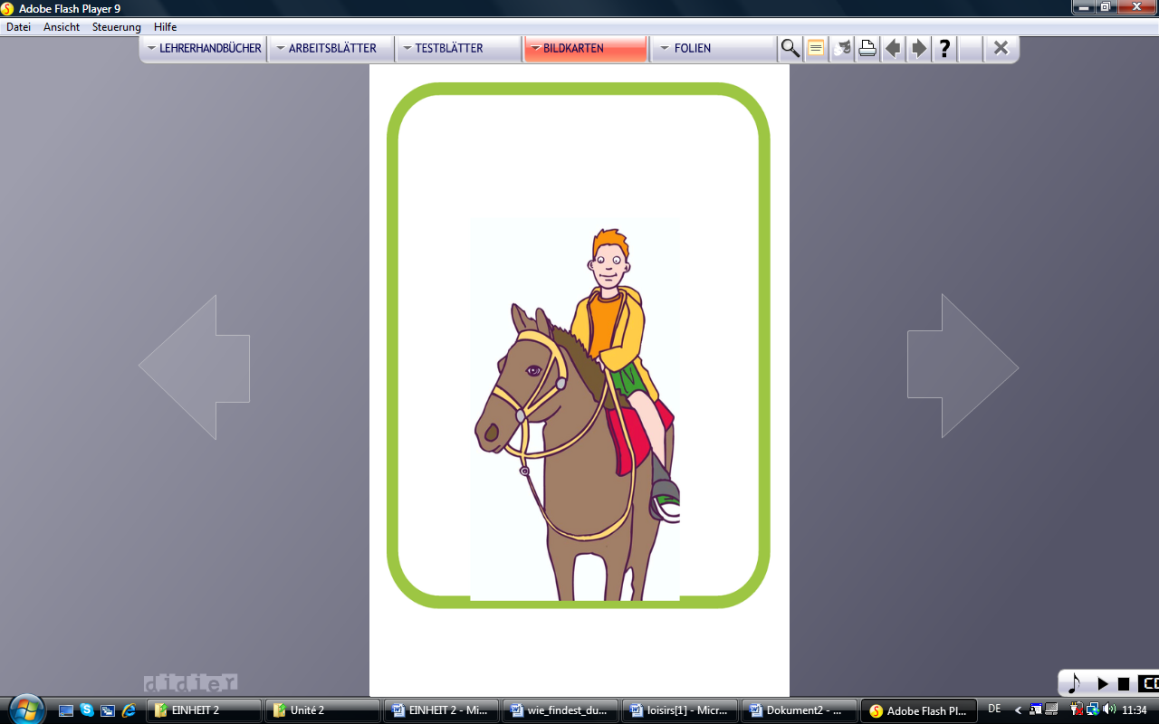 Adobe Flash Player 9
Datei Ansicht Steuerung Hilfe
LEHRERHANDBÜCHER ARBEITSBLÄTTER TESTBLÄTTER BILDKARTEN FOLIEN
?
didier
EINHEIT 2 Unité 2 EINHEIT 2 - Mi... wie_findest_du... loisirs[1] - Micr... Dokument2 - ... Adobe Flash Pl... DE 11:34